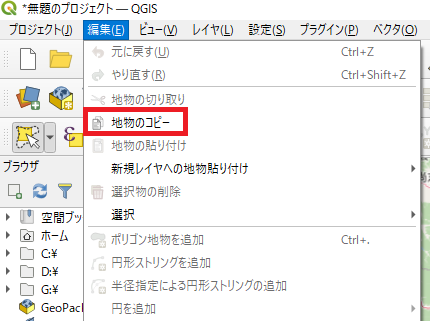 *無題のプロジェクト — QGIS
プロジェクト(J) 編集(E) ビュー(V) レイヤ(L) 設定(S) プラグイン(P) ベクタ(O)
元に戻す(U) Ctrl+Z
やり直す(R) Ctrl+Shift+Z
地物の切り取り
地物のコピー
地物の貼り付け
新規レイヤへの地物貼り付け
選択物の削除
選択
ポリゴン地物を追加 Ctrl+.
円形ストリングを追加
半径指定による円形ストリングの追加
円を追加
ブラウザ
空間ブッ
ホーム
C:¥
D:¥
G:¥
GeoPac